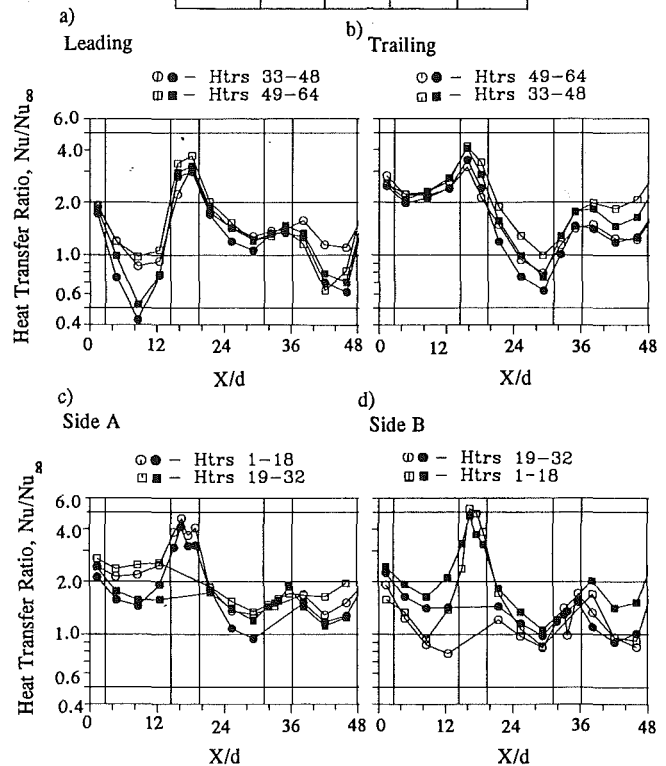 a)
Leading
Htrs 33-48
Htrs 49-64
b)
Trailing
Htrs 49-64
Htrs 33-48
Heat Transfer Ratio, Nu/Nu∞
6.0
4.0
2.0
1.0
0.6
0.4
0 12 24 36 48
X/d
0 12 24 36 48
X/d
c)
Side A
Htrs 1-18
Htrs 19-32
d)
Side B
Htrs 19-32
Htrs 1-18
Heat Transfer Ratio, Nu/Nu∞
6.0
4.0
2.0
1.0
0.6
0.4
0 12 24 36 48
X/d
0 12 24 36 48
X/d